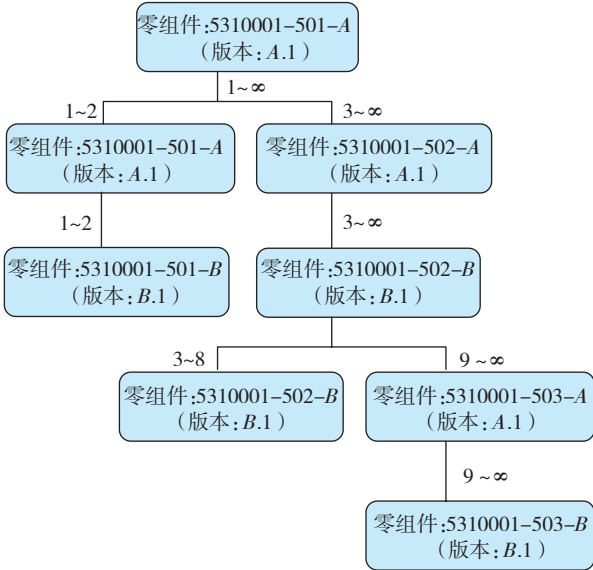 零组件:5310001-501-A
（版本:A.1）
1~∞
1~2
3~∞
零组件:5310001-501-A
（版本:A.1）
零组件:5310001-502-A
（版本:A.1）
1~2
3~∞
零组件:5310001-501-B
（版本:B.1）
零组件:5310001-502-B
（版本:B.1）
3~8
9~∞
零组件:5310001-502-B
（版本:B.1）
零组件:5310001-503-A
（版本:A.1）
9~∞
零组件:5310001-503-B
（版本:B.1）